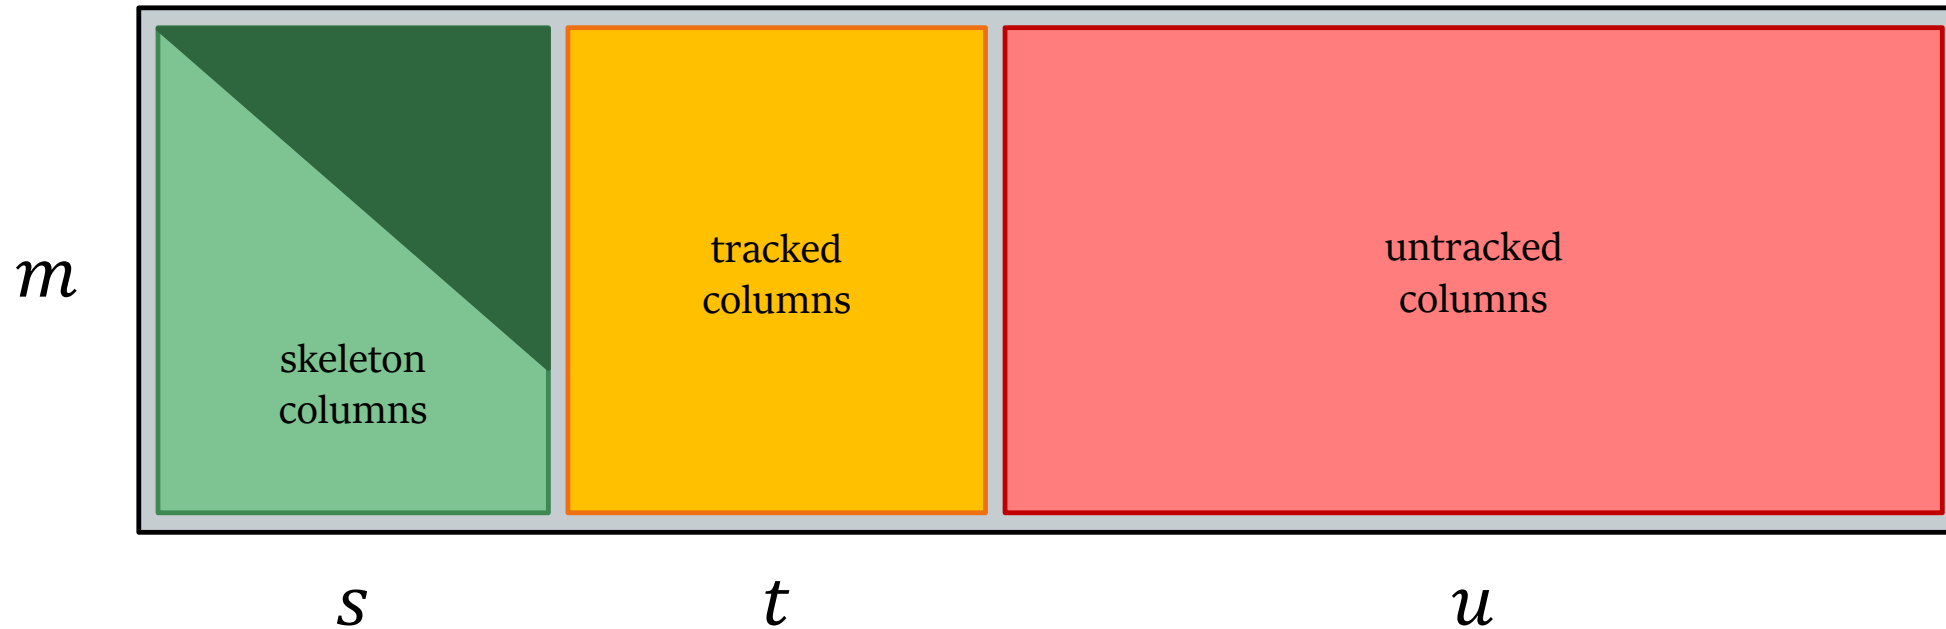 tracked
columns
untracked
columns
m
skeleton
columns
s
t
u